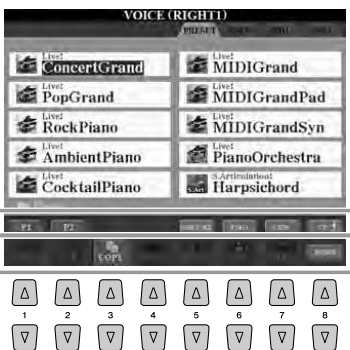 VOICE (RIGHT1)
PRESET
Live!
ConcertGrand
Live!
MIDIGrand
Live!
PopGrand
Live!
MIDIGrandPad
Live!
RockPiano
Live!
MIDIGrandSyn
Live!
AmbientPiano
Live!
PianoOrchestra
Live!
CocktailPiano
S.Articulation!
Harpsichord
P1 P2
COPY
1 2 3 4 5 6 7 8